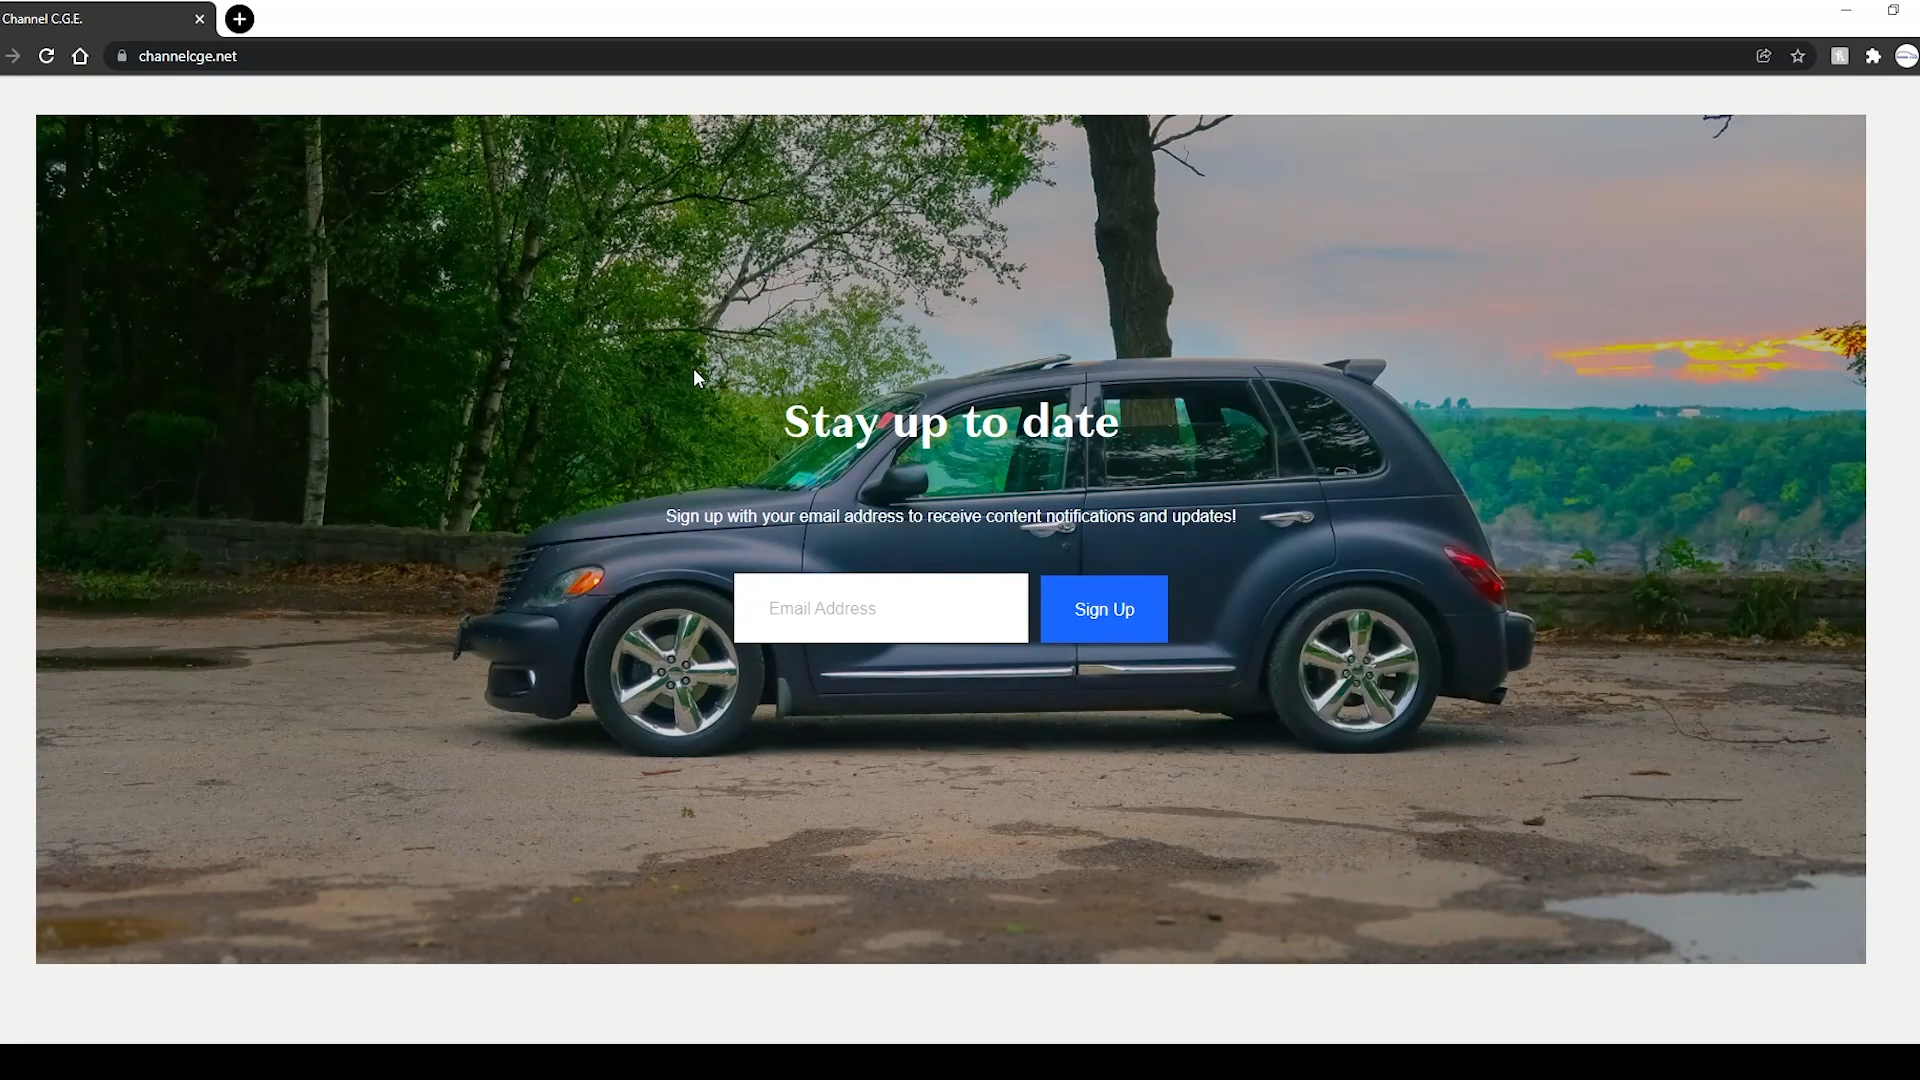 Channel C.G.E.
channelcge.net
Stay up to date
Sign up with your email address to receive content notifications and updates!
Email Address
Sign Up